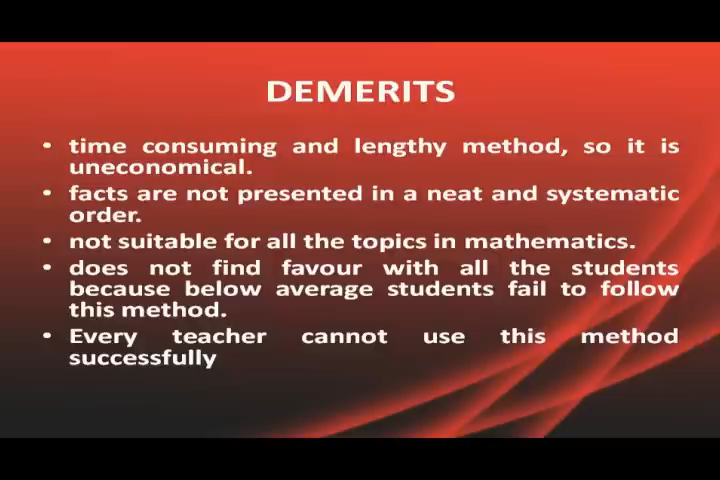 DEMERITS
• time consuming and lengthy method, so it is
uneconomical.
• facts are not presented in a neat and systematic
order.
• not suitable for all the topics in mathematics.
• does not find favour with all the students
because below average students fail to follow
this method.
• Every teacher cannot use this method
successfully